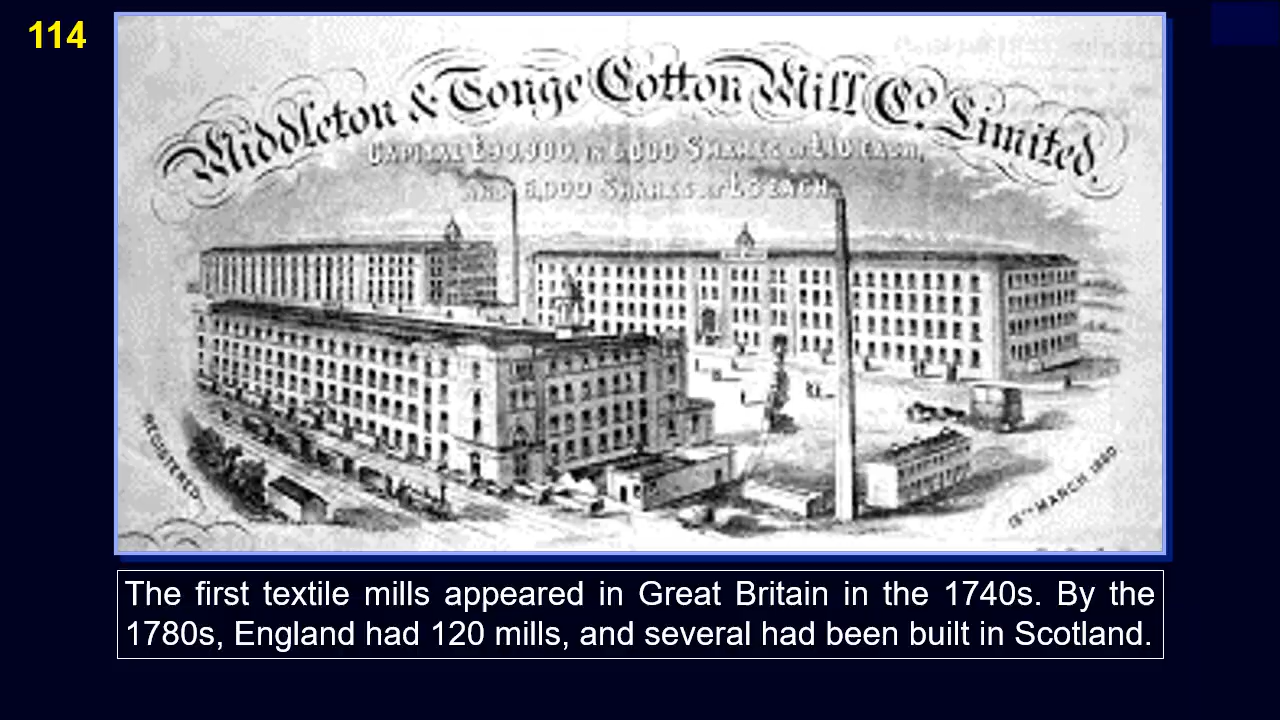 114
Middleton & Tonge Cotton Mill Co. Limited.
CAPITAL £90,000, IN 6,000 SHARES OF £10 EACH,
AND 6,000 SHARES OF £5 EACH.
REGISTERED
15TH MARCH 1860
The first textile mills appeared in Great Britain in the 1740s. By the
1780s, England had 120 mills, and several had been built in Scotland.